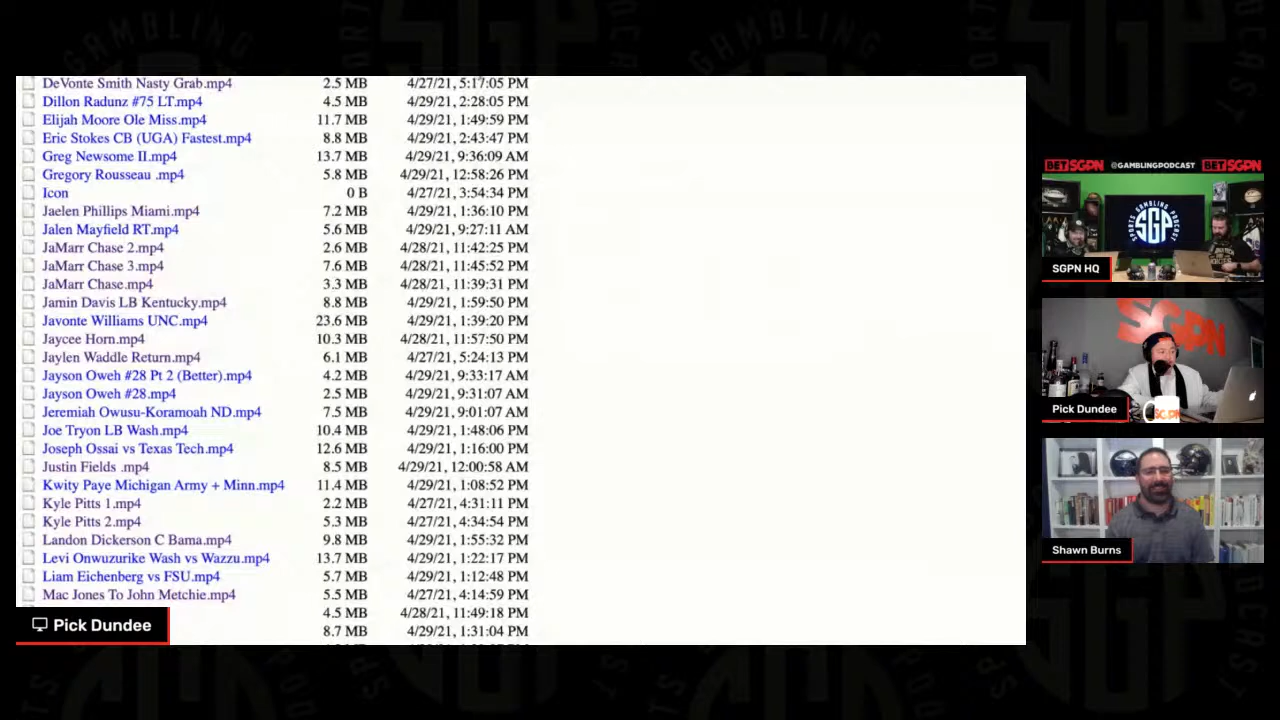 DeVonte Smith Nasty Grab.mp4 2.5 MB 4/27/21, 5:17:05 PM
Dillon Radunz #75 LT.mp4 4.5 MB 4/29/21, 2:28:05 PM
Elijah Moore Ole Miss.mp4 11.7 MB 4/29/21, 1:49:59 PM
Eric Stokes CB (UGA) Fastest.mp4 8.8 MB 4/29/21, 2:43:47 PM
Greg Newsome II.mp4 13.7 MB 4/29/21, 9:36:09 AM
Gregory Rousseau .mp4 5.8 MB 4/29/21, 12:58:26 PM
Icon 0 B 4/27/21, 3:54:34 PM
Jaelen Phillips Miami.mp4 7.2 MB 4/29/21, 1:36:10 PM
Jalen Mayfield RT.mp4 5.6 MB 4/29/21, 9:27:11 AM
JaMarr Chase 2.mp4 2.6 MB 4/28/21, 11:42:25 PM
JaMarr Chase 3.mp4 7.6 MB 4/28/21, 11:45:52 PM
JaMarr Chase.mp4 3.3 MB 4/28/21, 11:39:31 PM
Jamin Davis LB Kentucky.mp4 8.8 MB 4/29/21, 1:59:50 PM
Javonte Williams UNC.mp4 23.6 MB 4/29/21, 1:39:20 PM
Jaycee Horn.mp4 10.3 MB 4/28/21, 11:57:50 PM
Jaylen Waddle Return.mp4 6.1 MB 4/27/21, 5:24:13 PM
Jayson Oweh #28 Pt 2 (Better).mp4 4.2 MB 4/29/21, 9:33:17 AM
Jayson Oweh #28.mp4 2.5 MB 4/29/21, 9:31:07 AM
Jeremiah Owusu-Koramoah ND.mp4 7.5 MB 4/29/21, 9:01:07 AM
Joe Tryon LB Wash.mp4 10.4 MB 4/29/21, 1:48:06 PM
Joseph Ossai vs Texas Tech.mp4 12.6 MB 4/29/21, 1:16:00 PM
Justin Fields .mp4 8.5 MB 4/29/21, 12:00:58 AM
Kwity Paye Michigan Army + Minn.mp4 11.4 MB 4/29/21, 1:08:52 PM
Kyle Pitts 1.mp4 2.2 MB 4/27/21, 4:31:11 PM
Kyle Pitts 2.mp4 5.3 MB 4/27/21, 4:34:54 PM
Landon Dickerson C Bama.mp4 9.8 MB 4/29/21, 1:55:32 PM
Levi Onwuzurike Wash vs Wazzu.mp4 13.7 MB 4/29/21, 1:22:17 PM
Liam Eichenberg vs FSU.mp4 5.7 MB 4/29/21, 1:12:48 PM
Mac Jones To John Metchie.mp4 5.5 MB 4/27/21, 4:14:59 PM
4.5 MB 4/28/21, 11:49:18 PM
8.7 MB 4/29/21, 1:31:04 PM
Pick Dundee
BET SGPN @GAMBLINGPODCAST BET SGPN
SPORTS GAMBLING PODCAST
SGP
SGPN HQ
SGPN
Pick Dundee
Shawn Burns